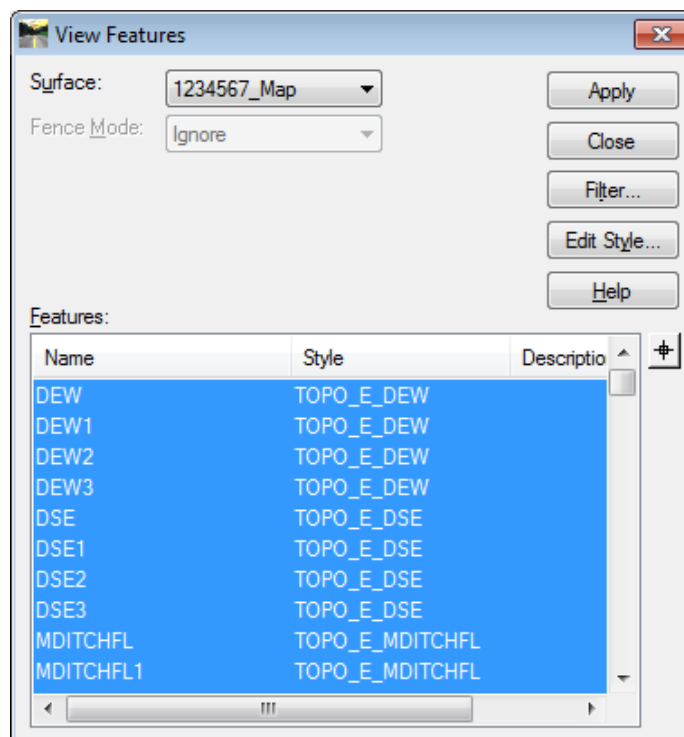 View Features
Surface: 1234567_Map
Apply
Fence Mode: Ignore
Close
Filter...
Edit Style...
Help
Features:
Name Style Descriptio
DEW TOPO_E_DEW
DEW1 TOPO_E_DEW
DEW2 TOPO_E_DEW
DEW3 TOPO_E_DEW
DSE TOPO_E_DSE
DSE1 TOPO_E_DSE
DSE2 TOPO_E_DSE
DSE3 TOPO_E_DSE
MDITCHFL TOPO_E_MDITCHFL
MDITCHFL1 TOPO_E_MDITCHFL